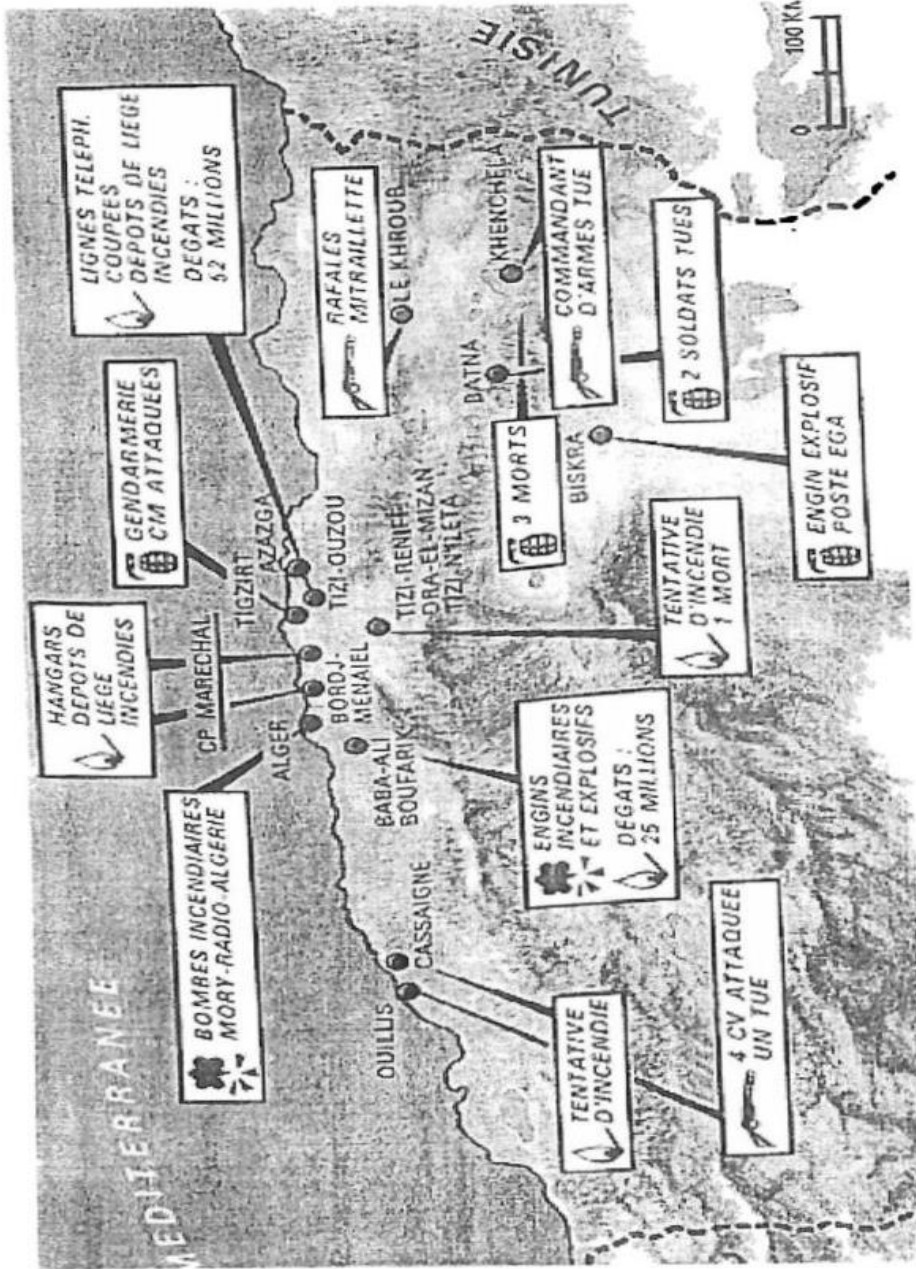 MEDITERRANEE
TUNISIE
HANGARS
DEPOTS DE
LIEGE
INCENDIES
CP MARECHAL
GENDARMERIE
CM ATTAQUES
LIGNES TELEPH.
COUPEES
DEPOTS DE LIEGE
INCENDIES
DEGATS :
52 MILLIONS
BOMBES INCENDIAIRES
MORY-RADIO-ALGERIE
ALGER
TIGZIRT
AZAZGA
TIZI-OUZOU
BORDJ-
MENAIEL
BABA-ALI
BOUFARIK
TIZI-RENIFF
DRA-EL-MIZAN
TIZI-N'LETA
RAFALES
MITRAILLETTE
LE KHROUB
OUILLIS
CASSAIGNE
BATNA
KHENCHELA
BISKRA
3 MORTS
COMMANDANT
D'ARMES TUE
2 SOLDATS TUES
TENTATIVE
D'INCENDIE
1 MORT
ENGINS
INCENDIAIRES
ET EXPLOSIFS
DEGATS :
25 MILLIONS
ENGIN EXPLOSIF
POSTE EGA
TENTATIVE
D'INCENDIE
4 CV ATTAQUEE
UN TUE
0 100 KM